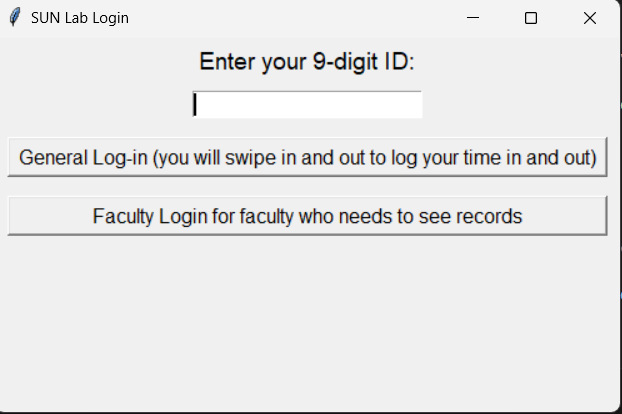 SUN Lab Login
Enter your 9-digit ID:
General Log-in (you will swipe in and out to log your time in and out)
Faculty Login for faculty who needs to see records